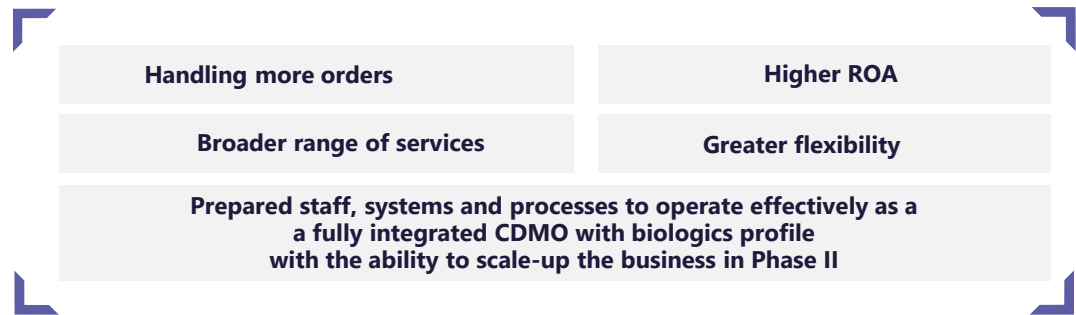 Handling more orders
Higher ROA
Broader range of services
Greater flexibility
Prepared staff, systems and processes to operate effectively as a
a fully integrated CDMO with biologics profile
with the ability to scale-up the business in Phase II